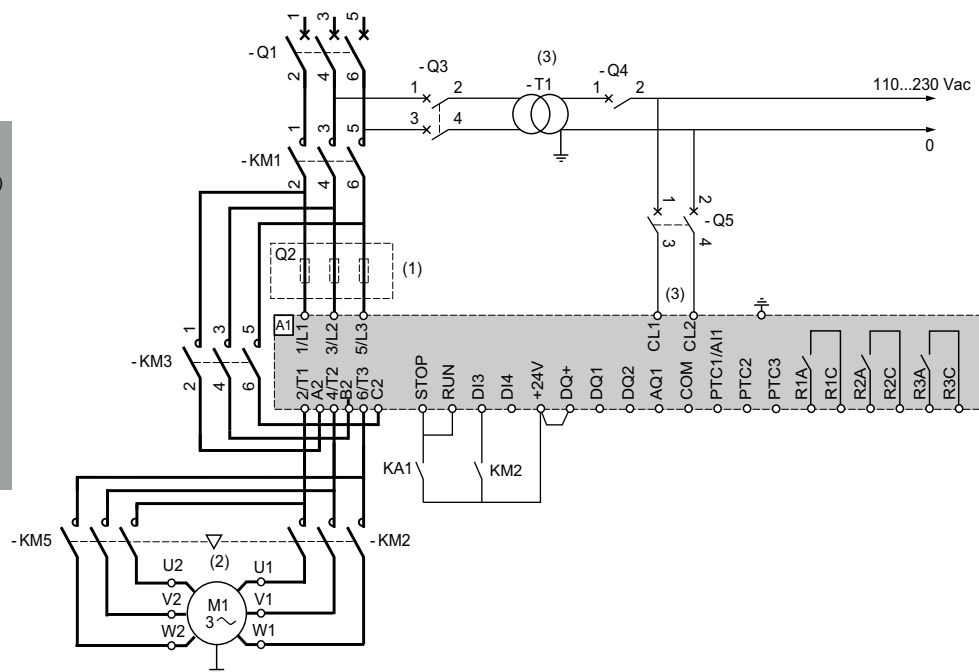 1 3 5
-Q1
2 4 6
-Q3
(3)
-T1
-Q4
1 2
1 2
110...230 Vac
3 4
0
1 3 5
-KM1
2 4 6
1 2
-Q5
3 4
Q2
(1)
(3)
A1
1/L1 3/L2 5/L3
CL1 CL2
1 3 5
-KM3
2 4 6
2/T1 A2 4/T2 B2 6/T3 C2
STOP RUN DI3 DI4 +24V DQ+ DQ1 DQ2 AQ1 COM PTC1/AI1 PTC2 PTC3 R1A R1C R2A R2C R3A R3C
KA1
KM2
-KM5
(2)
-KM2
U2 U1
V2 M1 V1
3
W2 W1